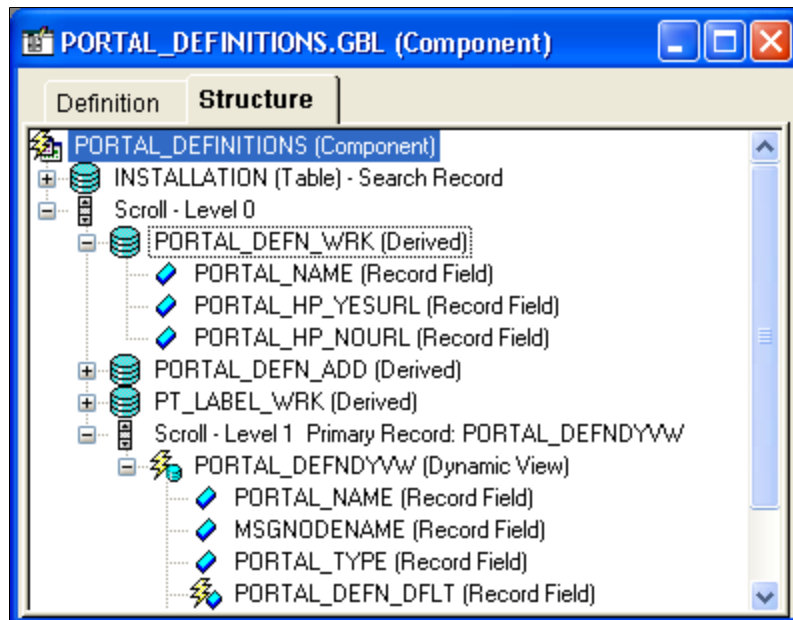 PORTAL_DEFINITIONS.GBL (Component)
Definition Structure
PORTAL_DEFINITIONS (Component)
INSTALLATION (Table) - Search Record
Scroll - Level 0
PORTAL_DEFN_WRK (Derived)
PORTAL_NAME (Record Field)
PORTAL_HP_YESURL (Record Field)
PORTAL_HP_NOURL (Record Field)
PORTAL_DEFN_ADD (Derived)
PT_LABEL_WRK (Derived)
Scroll - Level 1 Primary Record: PORTAL_DEFNDYVW
PORTAL_DEFNDYVW (Dynamic View)
PORTAL_NAME (Record Field)
MSGNODENAME (Record Field)
PORTAL_TYPE (Record Field)
PORTAL_DEFN_DFLT (Record Field)